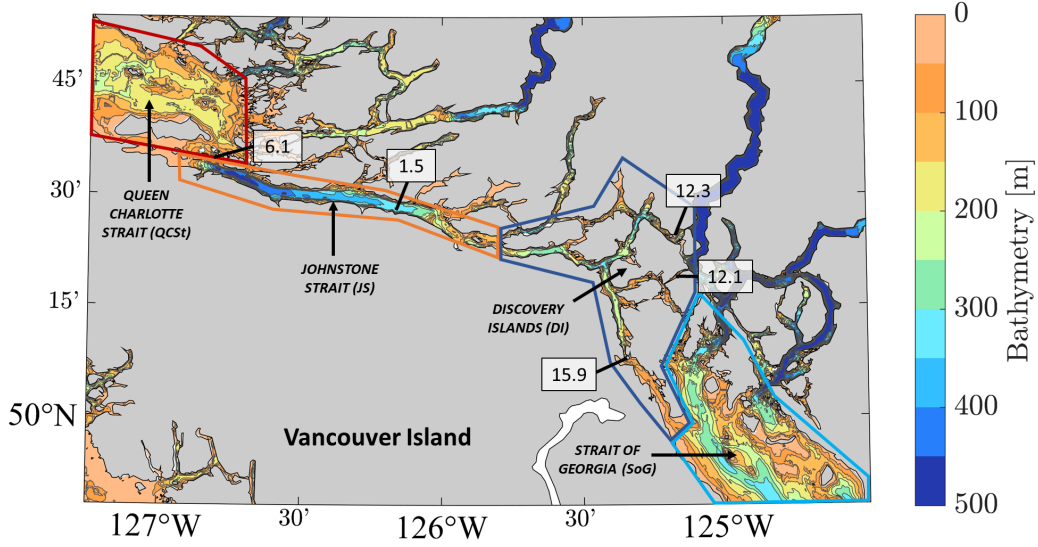 0
45'
100
6.1
1.5
30'
12.3
QUEEN
CHARLOTTE
STRAIT (QCSt)
200
JOHNSTONE
STRAIT (JS)
12.1
15'
DISCOVERY
ISLANDS (DI)
300
Bathymetry [m]
15.9
50°N
400
Vancouver Island
STRAIT OF
GEORGIA (SoG)
500
127°W
30'
126°W
30'
125°W